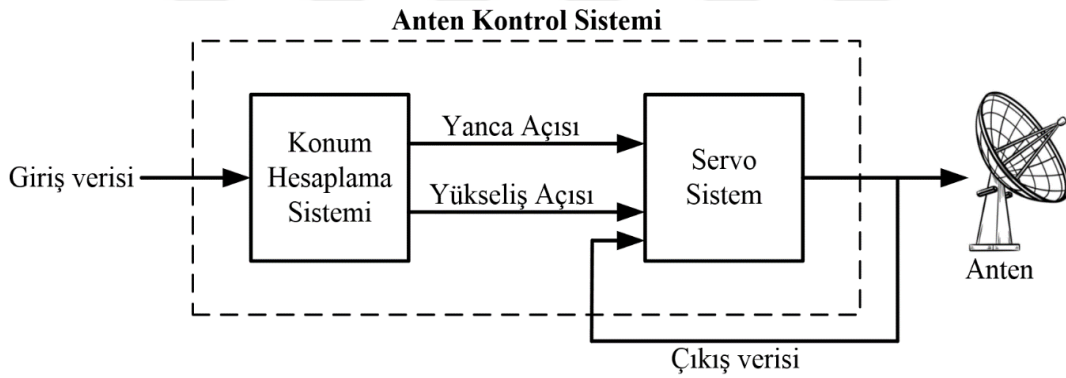 Anten Kontrol Sistemi
Giriş verisi
Konum
Hesaplama
Sistemi
Yanca Açısı
Yükseliş Açısı
Servo
Sistem
Anten
Çıkış verisi